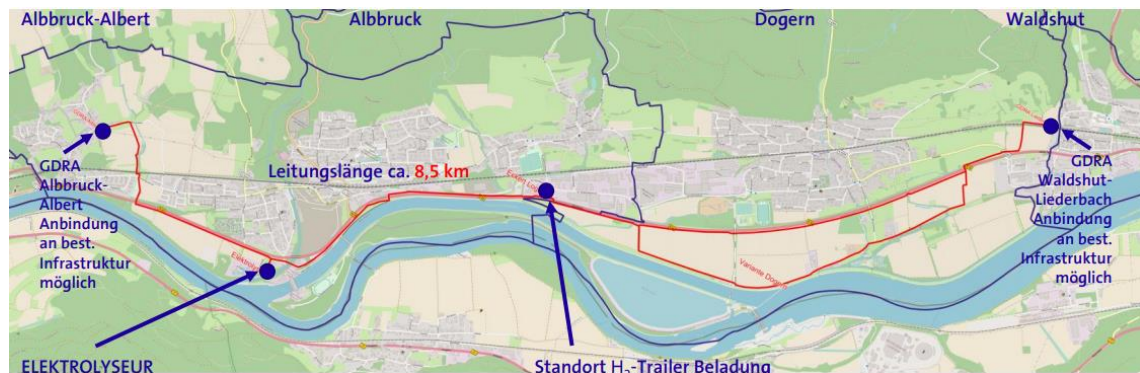 Albbruck-Albert
Albbruck
Dogern
Waldshut
GDRA
Albbruck-
Albert
Anbindung
an best.
Infrastruktur
möglich
Leitungslänge ca. 8,5 km
GDRA
Waldshut-
Liederbach
Anbindung
an best.
Infrastruktur
möglich
Variante Dogern
ELEKTROLYSEUR
Standort H₂-Trailer Beladung